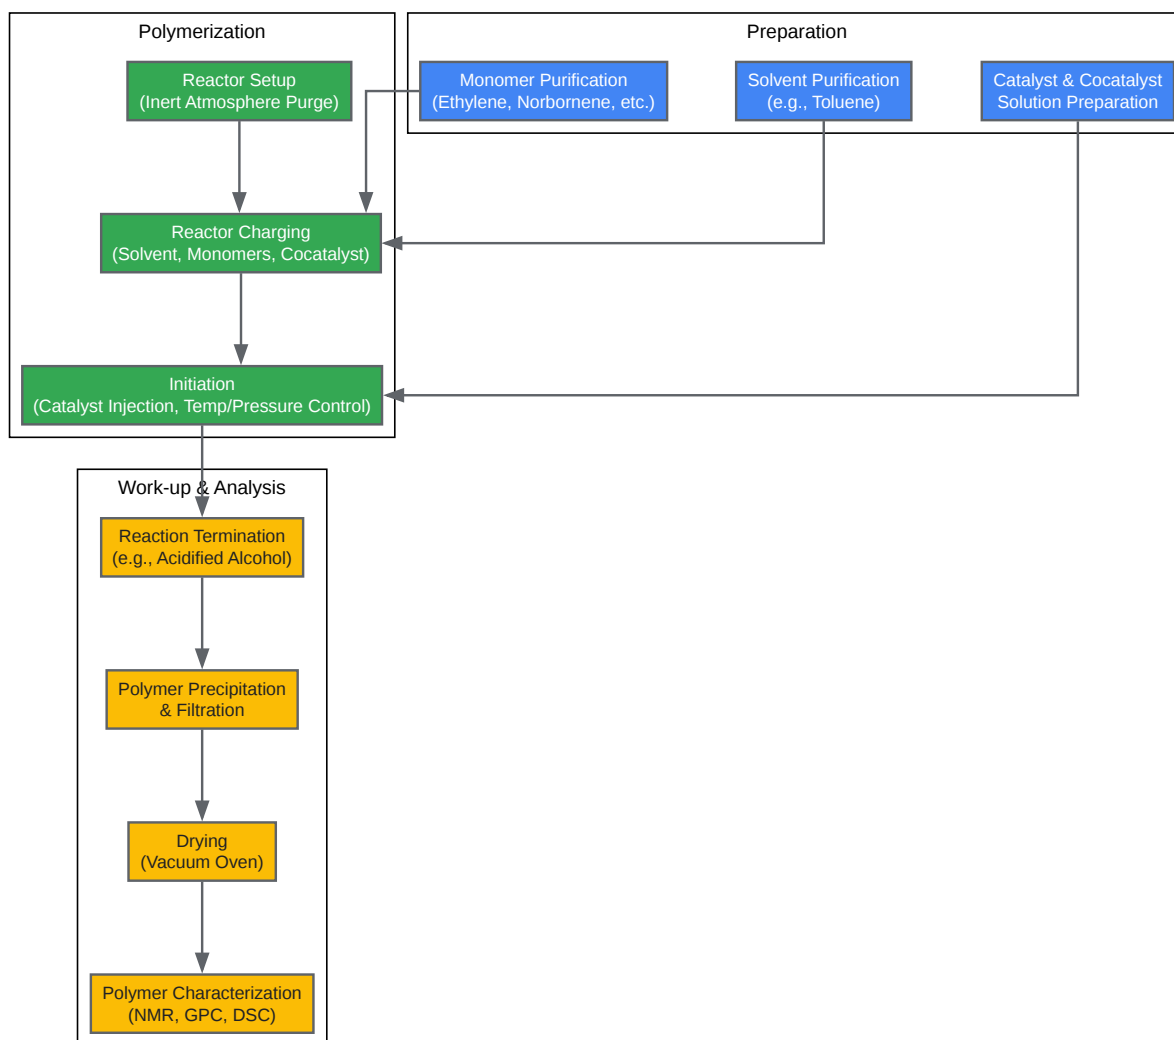 Polymerization
Preparation
Reactor Setup
(Inert Atmosphere Purge)
Monomer Purification
(Ethylene, Norbornene, etc.)
Solvent Purification
(e.g., Toluene)
Catalyst & Cocatalyst
Solution Preparation
Reactor Charging
(Solvent, Monomers, Cocatalyst)
Initiation
(Catalyst Injection, Temp/Pressure Control)
Work-up & Analysis
Reaction Termination
(e.g., Acidified Alcohol)
Polymer Precipitation
& Filtration
Drying
(Vacuum Oven)
Polymer Characterization
(NMR, GPC, DSC)